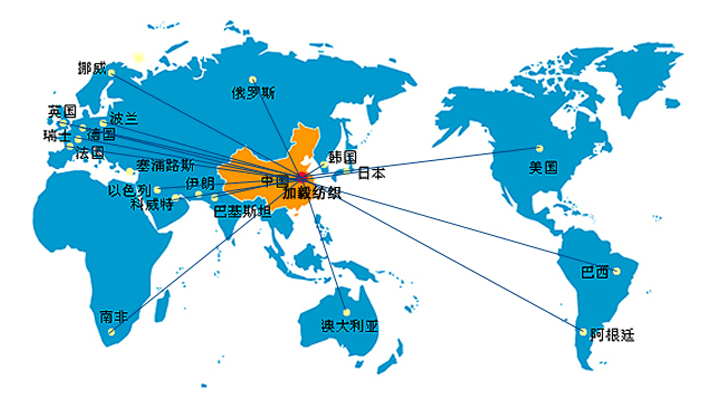 挪威
俄罗斯
英国
波兰
瑞士
德国
法国
塞浦路斯
韩国
日本
美国
以色列
伊朗
中国
科威特
巴基斯坦
加毅纺织
巴西
南非
澳大利亚
阿根廷